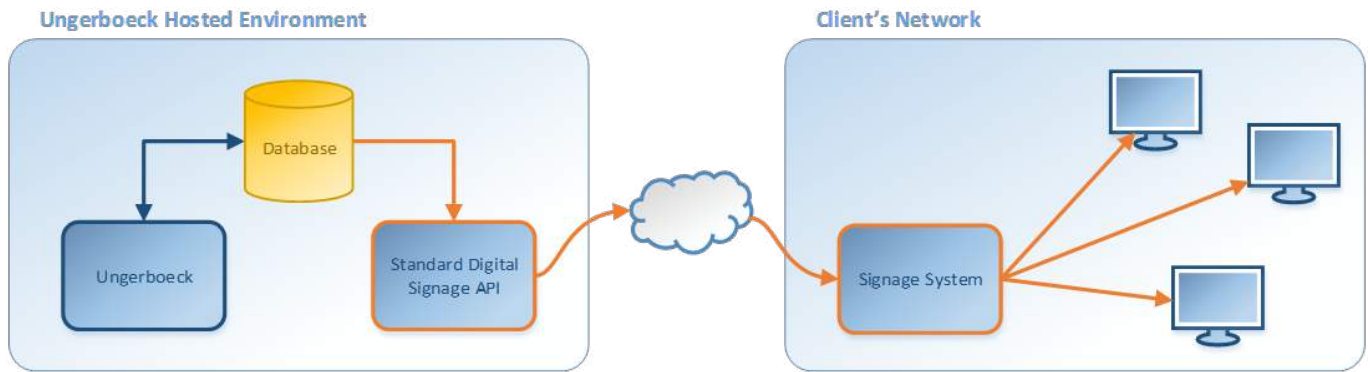 Ungerboeck Hosted Environment
Client's Network
Database
Ungerboeck
Standard Digital
Signage API
Signage System